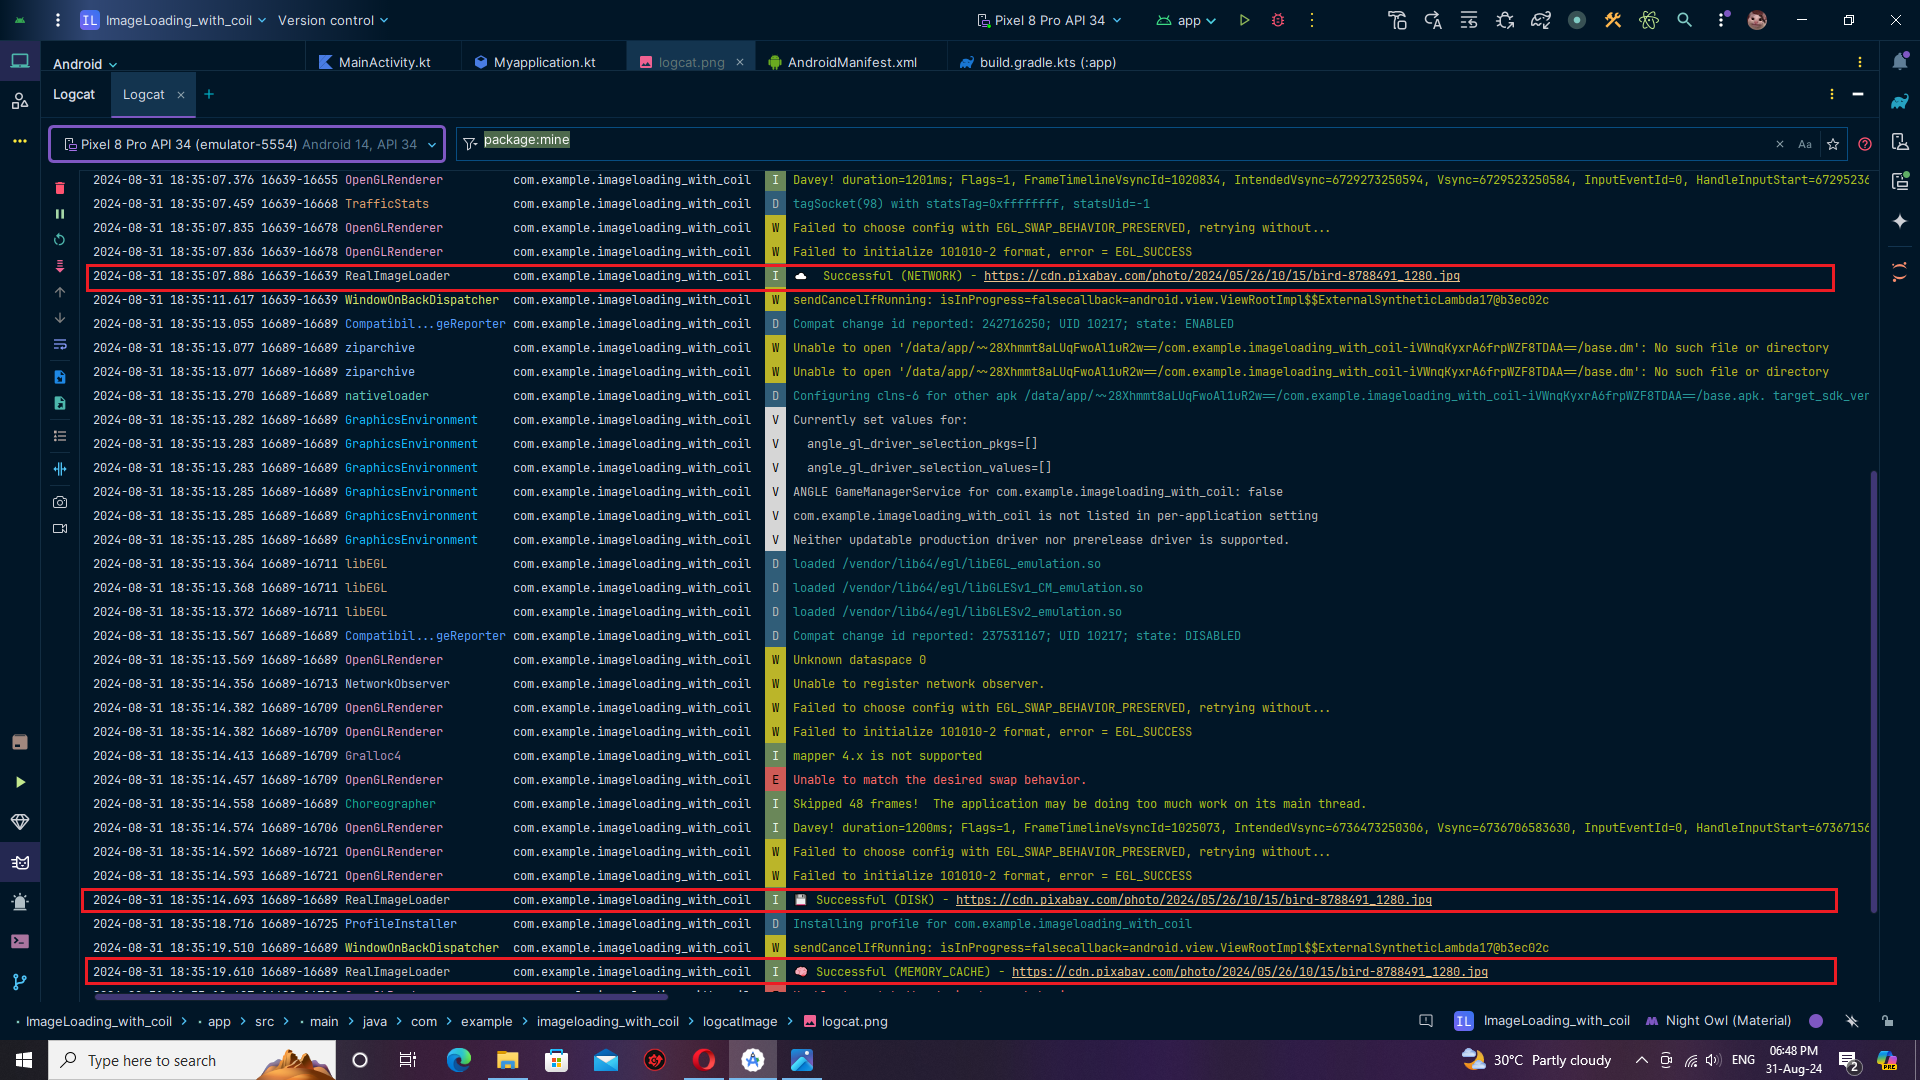 IL ImageLoading_with_coil Version control Pixel 8 Pro API 34 app
Android MainActivity.kt Myapplication.kt logcat.png AndroidManifest.xml build.gradle.kts (:app)
Logcat Logcat
Pixel 8 Pro API 34 (emulator-5554) Android 14, API 34 package:mine Aa
2024-08-31 18:35:07.376 16639-16655 OpenGLRenderer com.example.imageloading_with_coil I Davey! duration=1201ms; Flags=1, FrameTimelineVsyncId=1020834, IntendedVsync=6729273250594, Vsync=6729523250584, InputEventId=0, HandleInputStart=67295236
2024-08-31 18:35:07.459 16639-16668 TrafficStats com.example.imageloading_with_coil D tagSocket(98) with statsTag=0xffffffff, statsUid=-1
2024-08-31 18:35:07.835 16639-16678 OpenGLRenderer com.example.imageloading_with_coil W Failed to choose config with EGL_SWAP_BEHAVIOR_PRESERVED, retrying without...
2024-08-31 18:35:07.836 16639-16678 OpenGLRenderer com.example.imageloading_with_coil W Failed to initialize 101010-2 format, error = EGL_SUCCESS
2024-08-31 18:35:07.886 16639-16639 RealImageLoader com.example.imageloading_with_coil I ☁️ Successful (NETWORK) - https://cdn.pixabay.com/photo/2024/05/26/10/15/bird-8788491_1280.jpg
2024-08-31 18:35:11.617 16639-16639 WindowOnBackDispatcher com.example.imageloading_with_coil W sendCancelIfRunning: isInProgress=falsecallback=android.view.ViewRootImpl$$ExternalSyntheticLambda17@b3ec02c
2024-08-31 18:35:13.055 16689-16689 Compatibil...geReporter com.example.imageloading_with_coil D Compat change id reported: 242716250; UID 10217; state: ENABLED
2024-08-31 18:35:13.077 16689-16689 ziparchive com.example.imageloading_with_coil W Unable to open '/data/app/~~28Xhmmt8aLUqFwoAl1uR2w==/com.example.imageloading_with_coil-iVWnqKyxrA6frpWZF8TDAA==/base.dm': No such file or directory
2024-08-31 18:35:13.077 16689-16689 ziparchive com.example.imageloading_with_coil W Unable to open '/data/app/~~28Xhmmt8aLUqFwoAl1uR2w==/com.example.imageloading_with_coil-iVWnqKyxrA6frpWZF8TDAA==/base.dm': No such file or directory
2024-08-31 18:35:13.270 16689-16689 nativeloader com.example.imageloading_with_coil D Configuring clns-6 for other apk /data/app/~~28Xhmmt8aLUqFwoAl1uR2w==/com.example.imageloading_with_coil-iVWnqKyxrA6frpWZF8TDAA==/base.apk. target_sdk_ver
2024-08-31 18:35:13.282 16689-16689 GraphicsEnvironment com.example.imageloading_with_coil V Currently set values for:
2024-08-31 18:35:13.283 16689-16689 GraphicsEnvironment com.example.imageloading_with_coil V angle_gl_driver_selection_pkgs=[]
2024-08-31 18:35:13.283 16689-16689 GraphicsEnvironment com.example.imageloading_with_coil V angle_gl_driver_selection_values=[]
2024-08-31 18:35:13.285 16689-16689 GraphicsEnvironment com.example.imageloading_with_coil V ANGLE GameManagerService for com.example.imageloading_with_coil: false
2024-08-31 18:35:13.285 16689-16689 GraphicsEnvironment com.example.imageloading_with_coil V com.example.imageloading_with_coil is not listed in per-application setting
2024-08-31 18:35:13.285 16689-16689 GraphicsEnvironment com.example.imageloading_with_coil V Neither updatable production driver nor prerelease driver is supported.
2024-08-31 18:35:13.364 16689-16711 libEGL com.example.imageloading_with_coil D loaded /vendor/lib64/egl/libEGL_emulation.so
2024-08-31 18:35:13.368 16689-16711 libEGL com.example.imageloading_with_coil D loaded /vendor/lib64/egl/libGLESv1_CM_emulation.so
2024-08-31 18:35:13.372 16689-16711 libEGL com.example.imageloading_with_coil D loaded /vendor/lib64/egl/libGLESv2_emulation.so
2024-08-31 18:35:13.567 16689-16689 Compatibil...geReporter com.example.imageloading_with_coil D Compat change id reported: 237531167; UID 10217; state: DISABLED
2024-08-31 18:35:13.569 16689-16689 OpenGLRenderer com.example.imageloading_with_coil W Unknown dataspace 0
2024-08-31 18:35:14.356 16689-16713 NetworkObserver com.example.imageloading_with_coil W Unable to register network observer.
2024-08-31 18:35:14.382 16689-16709 OpenGLRenderer com.example.imageloading_with_coil W Failed to choose config with EGL_SWAP_BEHAVIOR_PRESERVED, retrying without...
2024-08-31 18:35:14.382 16689-16709 OpenGLRenderer com.example.imageloading_with_coil W Failed to initialize 101010-2 format, error = EGL_SUCCESS
2024-08-31 18:35:14.413 16689-16709 Gralloc4 com.example.imageloading_with_coil I mapper 4.x is not supported
2024-08-31 18:35:14.457 16689-16709 OpenGLRenderer com.example.imageloading_with_coil E Unable to match the desired swap behavior.
2024-08-31 18:35:14.558 16689-16689 Choreographer com.example.imageloading_with_coil I Skipped 48 frames! The application may be doing too much work on its main thread.
2024-08-31 18:35:14.574 16689-16706 OpenGLRenderer com.example.imageloading_with_coil I Davey! duration=1200ms; Flags=1, FrameTimelineVsyncId=1025073, IntendedVsync=6736473250306, Vsync=6736706583630, InputEventId=0, HandleInputStart=67367156
2024-08-31 18:35:14.592 16689-16721 OpenGLRenderer com.example.imageloading_with_coil W Failed to choose config with EGL_SWAP_BEHAVIOR_PRESERVED, retrying without...
2024-08-31 18:35:14.593 16689-16721 OpenGLRenderer com.example.imageloading_with_coil W Failed to initialize 101010-2 format, error = EGL_SUCCESS
2024-08-31 18:35:14.693 16689-16689 RealImageLoader com.example.imageloading_with_coil I 💾 Successful (DISK) - https://cdn.pixabay.com/photo/2024/05/26/10/15/bird-8788491_1280.jpg
2024-08-31 18:35:18.716 16689-16725 ProfileInstaller com.example.imageloading_with_coil D Installing profile for com.example.imageloading_with_coil
2024-08-31 18:35:19.510 16689-16689 WindowOnBackDispatcher com.example.imageloading_with_coil W sendCancelIfRunning: isInProgress=falsecallback=android.view.ViewRootImpl$$ExternalSyntheticLambda17@b3ec02c
2024-08-31 18:35:19.610 16689-16689 RealImageLoader com.example.imageloading_with_coil I 🧠 Successful (MEMORY_CACHE) - https://cdn.pixabay.com/photo/2024/05/26/10/15/bird-8788491_1280.jpg
ImageLoading_with_coil > app > src > main > java > com > example > imageloading_with_coil > logcatImage > logcat.png IL ImageLoading_with_coil Night Owl (Material)
Type here to search 30°C Partly cloudy ENG 06:48 PM
31-Aug-24 2 PRE